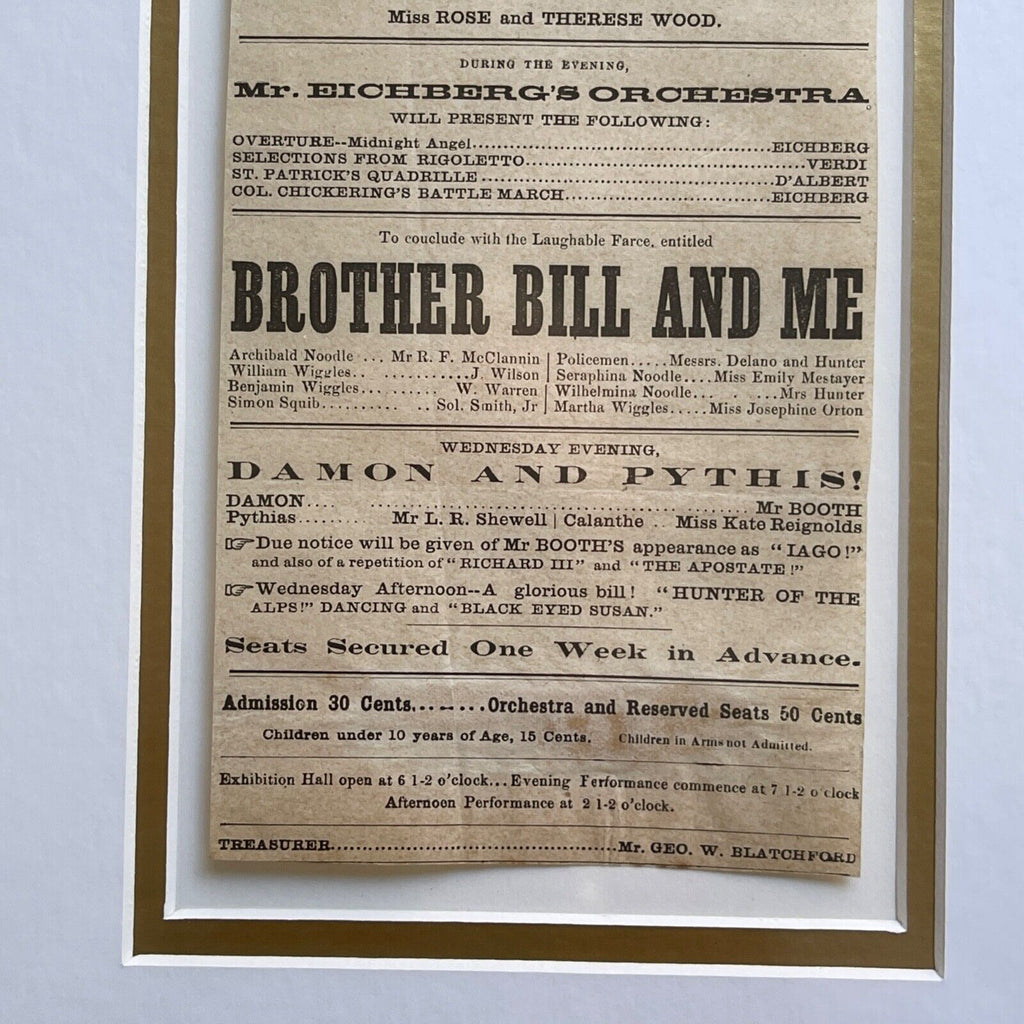 Miss ROSE and THERESE WOOD.
DURING THE EVENING,
Mr. EICHBERG'S ORCHESTRA
WILL PRESENT THE FOLLOWING:
OVERTURE--Midnight Angel..........EICHBERG
SELECTIONS FROM RIGOLETTO..........VERDI
ST. PATRICK'S QUADRILLE..........D'ALBERT
COL. CHICKERING'S BATTLE MARCH..........EICHBERG
To couclude with the Laughable Farce, entitled
BROTHER BILL AND ME
Archibald Noodle ... Mr R. F. McClannin | Policemen.....Messrs. Delano and Hunter
William Wiggles.. ...........J. Wilson | Seraphina Noodle....Miss Emily Mestayer
Benjamin Wiggles........... W. Warren | Wilhelmina Noodle... . ....Mrs Hunter
Simon Squib.......... .. Sol. Smith, Jr | Martha Wiggles.....Miss Josephine Orton
WEDNESDAY EVENING,
DAMON AND PYTHIS!
DAMON.... .......... Mr BOOTH
Pythias......... Mr L. R. Shewell | Calanthe .. Miss Kate Reignolds
☞Due notice will be given of Mr BOOTH'S appearance as "IAGO!"
and also of a repetition of "RICHARD III" and "THE APOSTATE!"
☞Wednesday Afternoon--A glorious bill! "HUNTER OF THE
ALPS!" DANCING and "BLACK EYED SUSAN."
Seats Secured One Week in Advance.
Admission 30 Cents........Orchestra and Reserved Seats 50 Cents
Children under 10 years of Age, 15 Cents. Children in Arms not Admitted.
Exhibition Hall open at 6 1-2 o'clock...Evening Performance commence at 7 1-2 o'clock
Afternoon Performance at 2 1-2 o'clock.
TREASURER..........Mr. GEO. W. BLATCHFORD